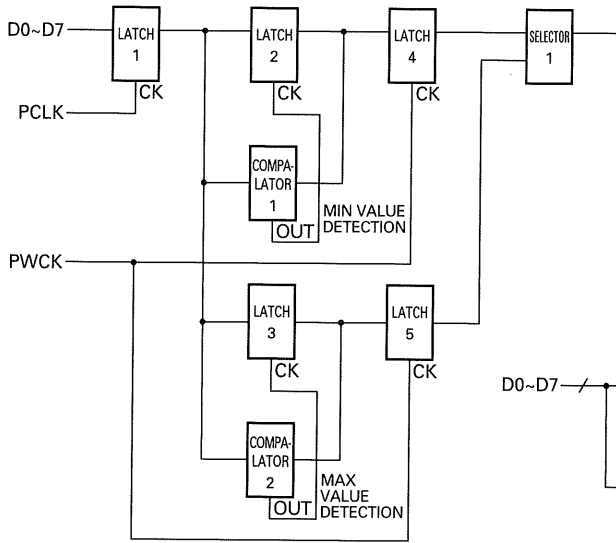 D0~D7
LATCH
1
CK
PCLK
LATCH
2
CK
LATCH
4
CK
SELECTOR
1
COMPA-
LATOR
1
OUT
MIN VALUE
DETECTION
PWCK
LATCH
3
CK
LATCH
5
CK
COMPA-
LATOR
2
OUT
MAX
VALUE
DETECTION
D0~D7